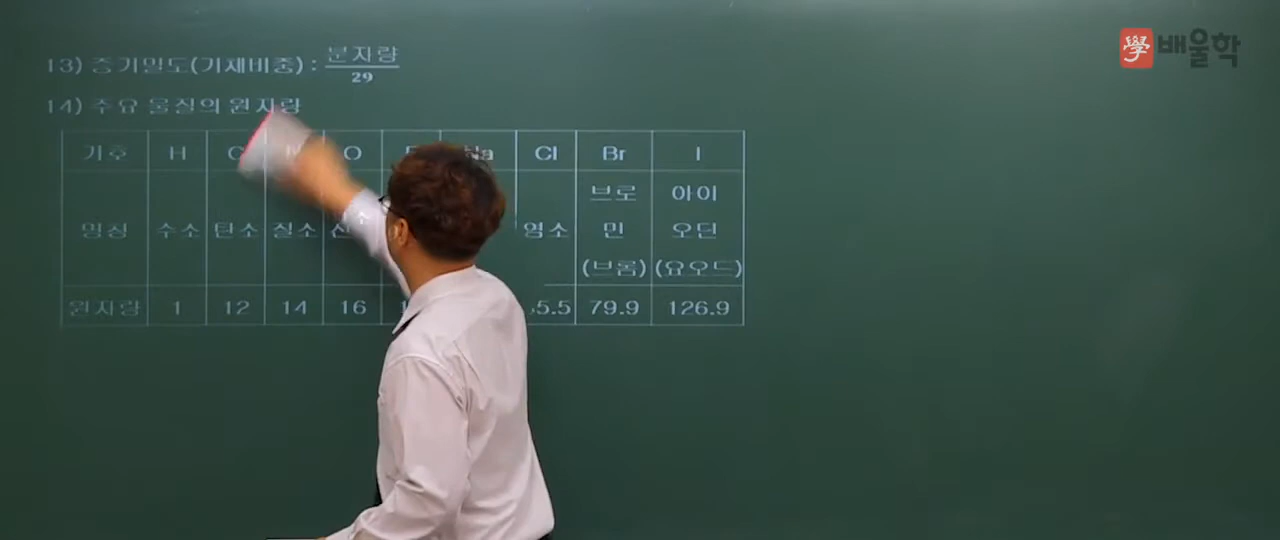 學 배울학
13) 증기밀도(기체비중) : 분자량/29
14) 주요 물질의 원자량
기호 H O Na Cl Br I
명칭 수소 탄소 질소 염소 브로민(브롬) 아이오딘(요오드)
원자량 1 12 14 16 79.9 126.9